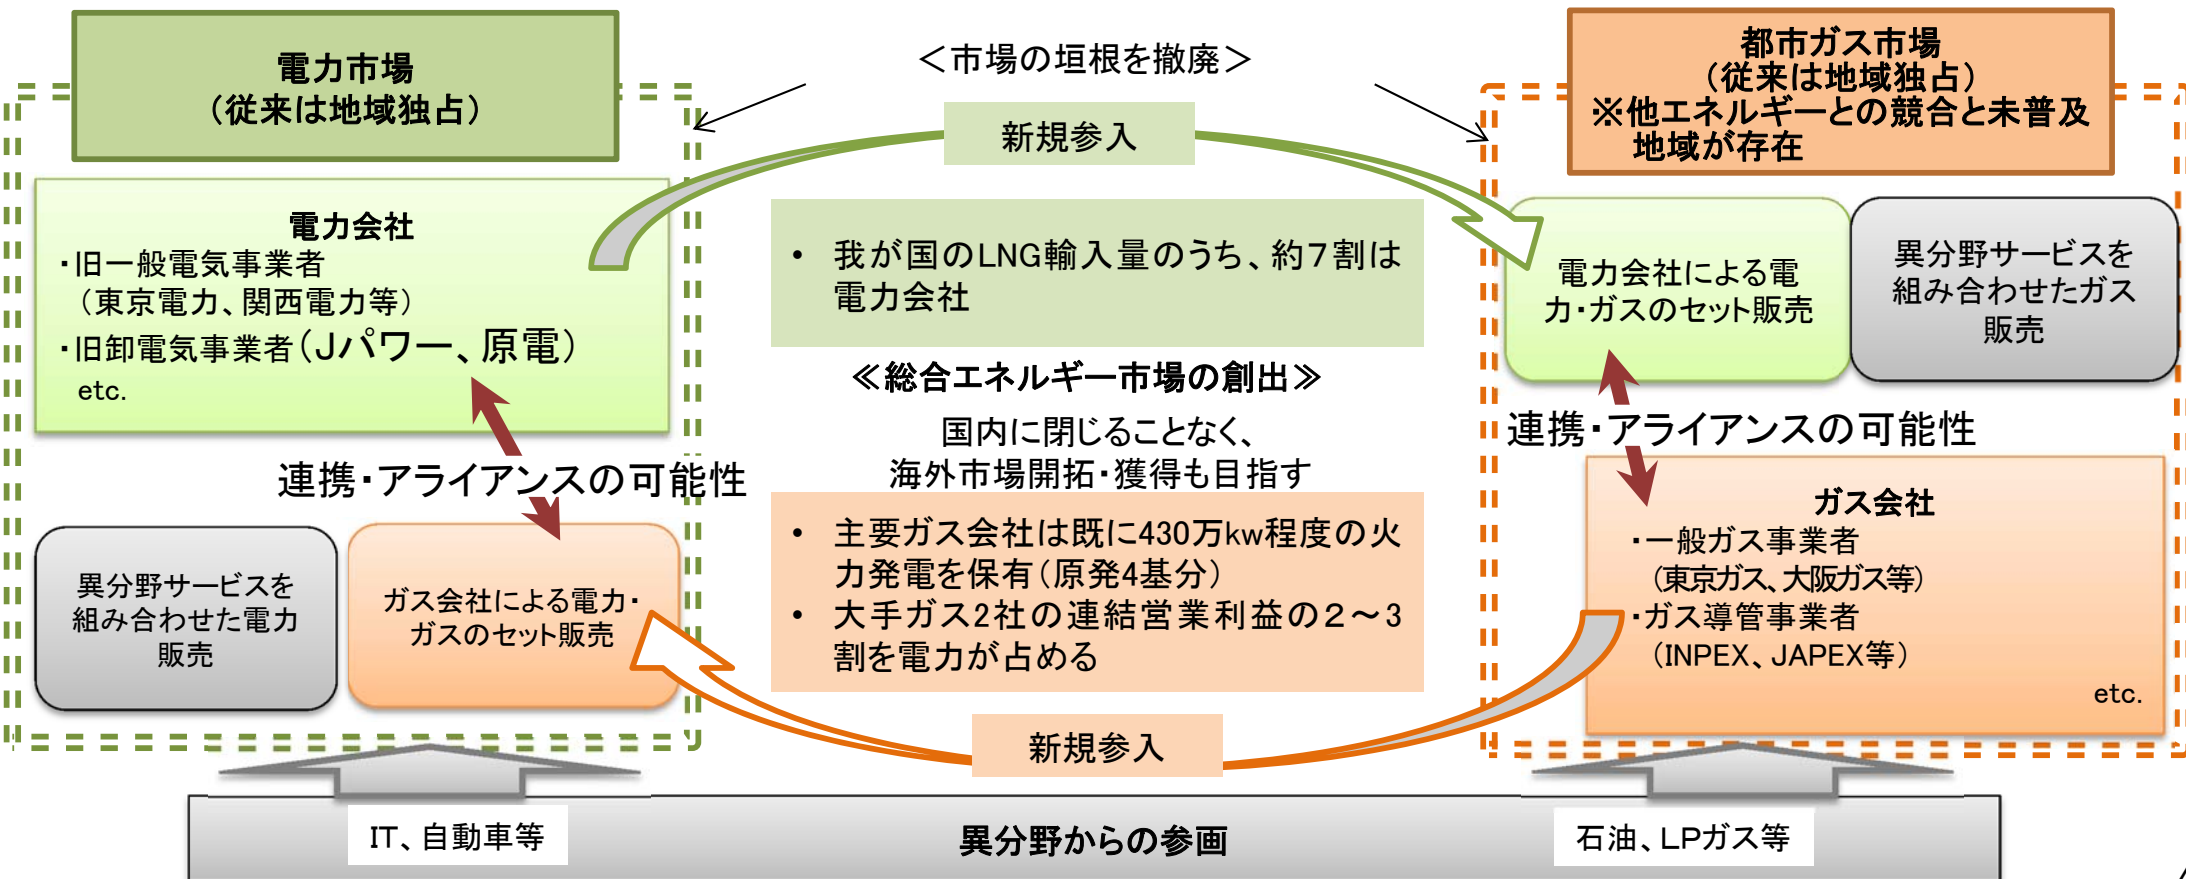 電力市場
（従来は地域独占）
＜市場の垣根を撤廃＞
都市ガス市場
（従来は地域独占）
※他エネルギーとの競合と未普及
地域が存在
新規参入
電力会社
・旧一般電気事業者
（東京電力、関西電力等）
・旧卸電気事業者（Jパワー、原電）
etc.
• 我が国のLNG輸入量のうち、約７割は
電力会社
電力会社による電
力・ガスのセット販売
異分野サービスを
組み合わせたガス
販売
≪総合エネルギー市場の創出≫
国内に閉じることなく、
海外市場開拓・獲得も目指す
連携・アライアンスの可能性
連携・アライアンスの可能性
異分野サービスを
組み合わせた電力
販売
ガス会社による電力・
ガスのセット販売
• 主要ガス会社は既に430万kw程度の火
力発電を保有（原発4基分）
• 大手ガス2社の連結営業利益の２～3
割を電力が占める
ガス会社
・一般ガス事業者
（東京ガス、大阪ガス等）
・ガス導管事業者
（INPEX、JAPEX等）
etc.
新規参入
IT、自動車等
異分野からの参画
石油、LPガス等